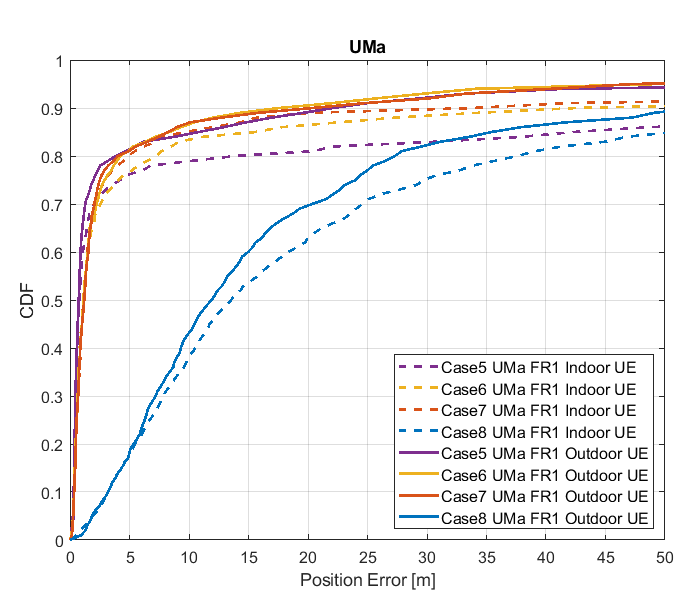 UMa
1
0.9
0.8
0.7
0.6
0.5
0.4
0.3
0.2
0.1
0
CDF
Case5 UMa FR1 Indoor UE
Case6 UMa FR1 Indoor UE
Case7 UMa FR1 Indoor UE
Case8 UMa FR1 Indoor UE
Case5 UMa FR1 Outdoor UE
Case6 UMa FR1 Outdoor UE
Case7 UMa FR1 Outdoor UE
Case8 UMa FR1 Outdoor UE
0 5 10 15 20 25 30 35 40 45 50
Position Error [m]